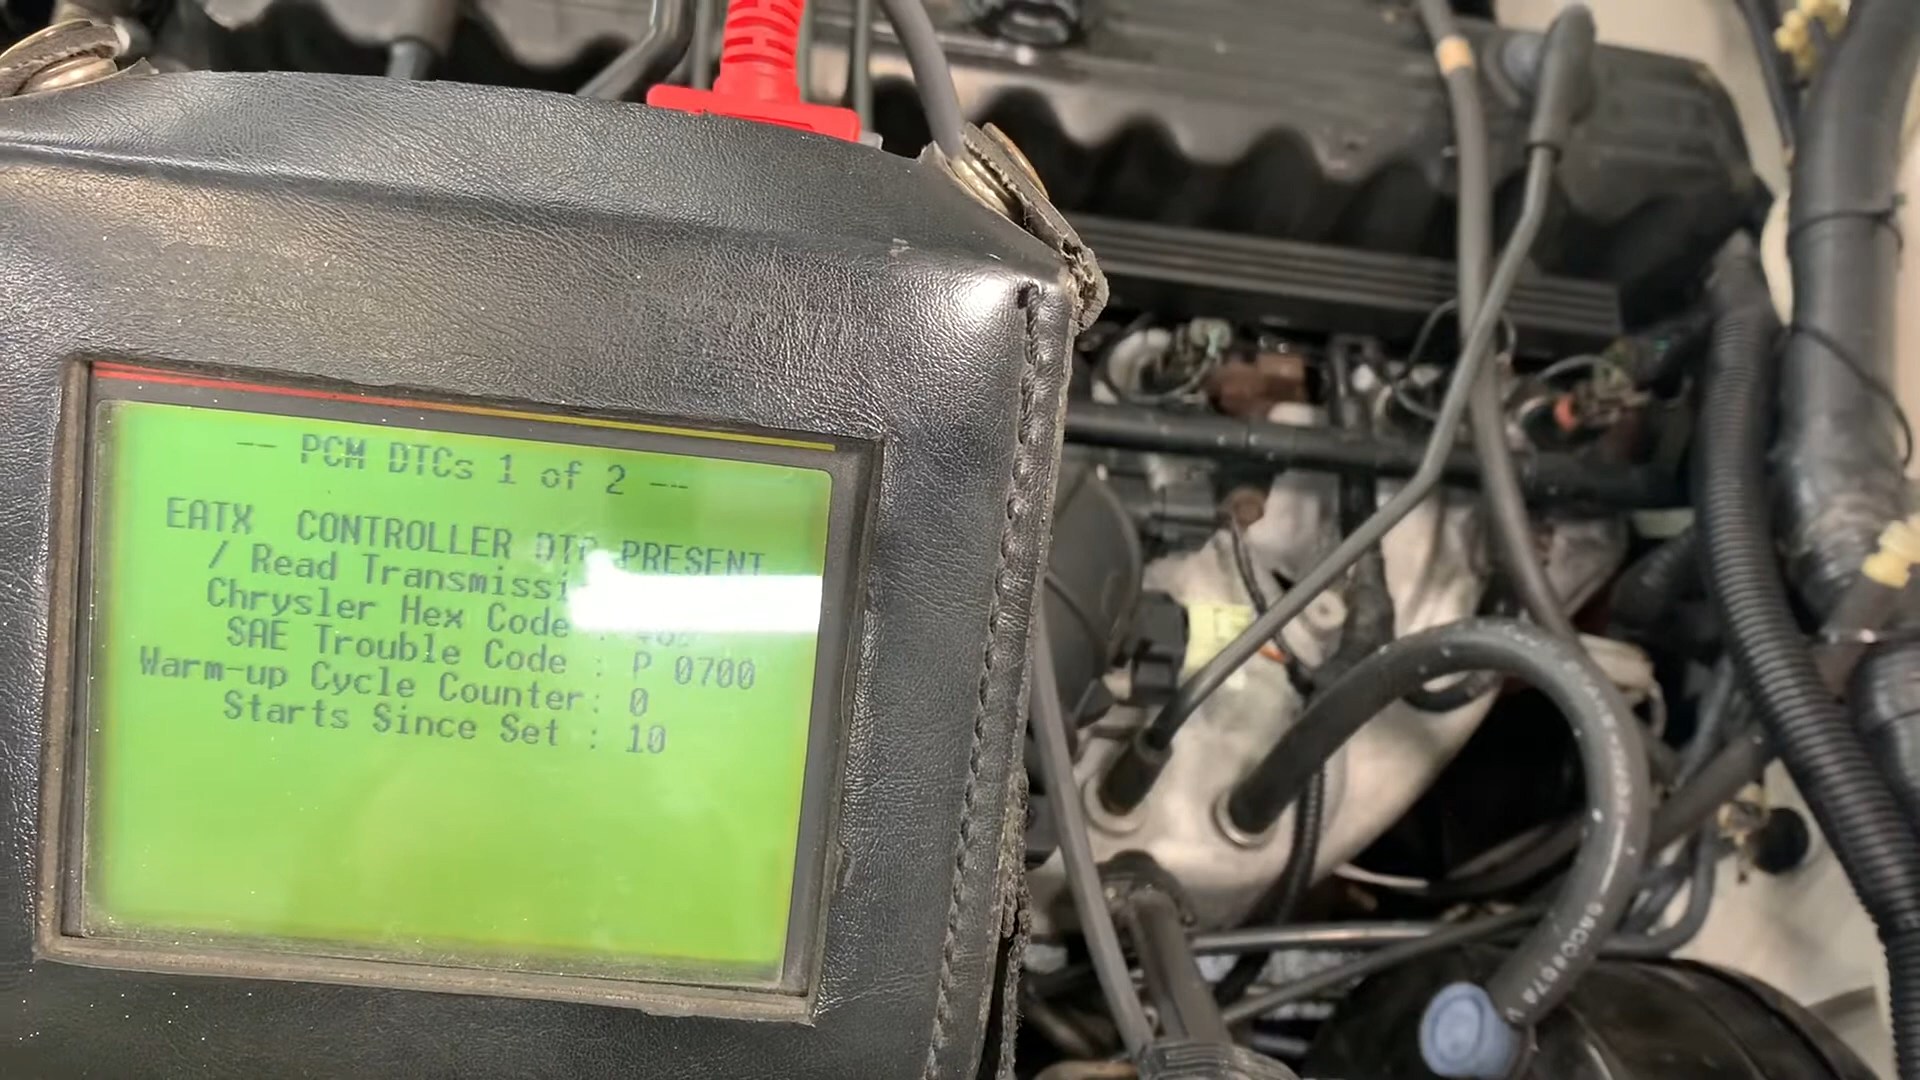 -- PCM DTCs 1 of 2 --
EATX CONTROLLER DTC PRESENT
/ Read
Chrysler Hex Code :
SAE Trouble Code : P 0700
Warm-up Cycle Counter: 0
Starts Since Set : 10